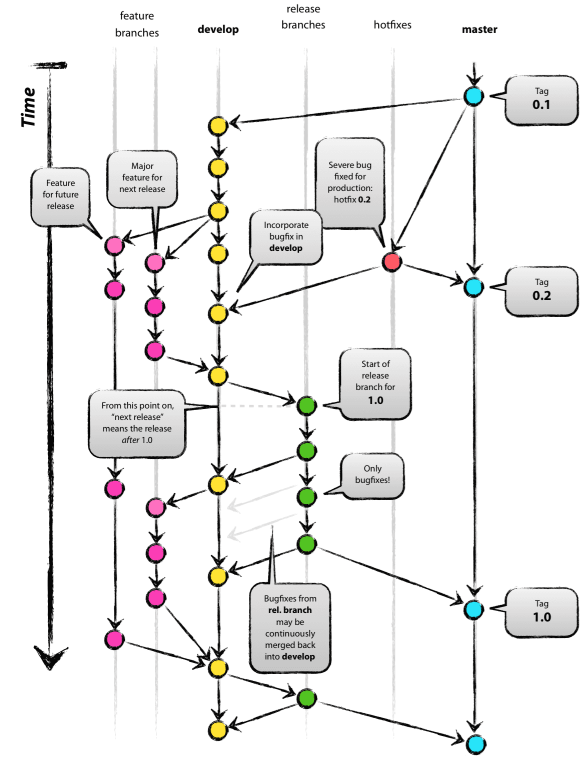 feature
branches
develop
release
branches
hotfixes
master
Time
Tag
0.1
Feature
for future
release
Major
feature for
next release
Severe bug
fixed for
production:
hotfix 0.2
Incorporate
bugfix in
develop
Tag
0.2
Start of
release
branch for
1.0
From this point on,
“next release”
means the release
after 1.0
Only
bugfixes!
Bugfixes from
rel. branch
may be
continuously
merged back
into develop
Tag
1.0